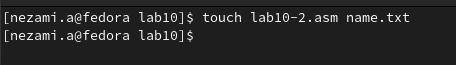 [nezami.a@fedora lab10]$ touch lab10-2.asm name.txt
[nezami.a@fedora lab10]$